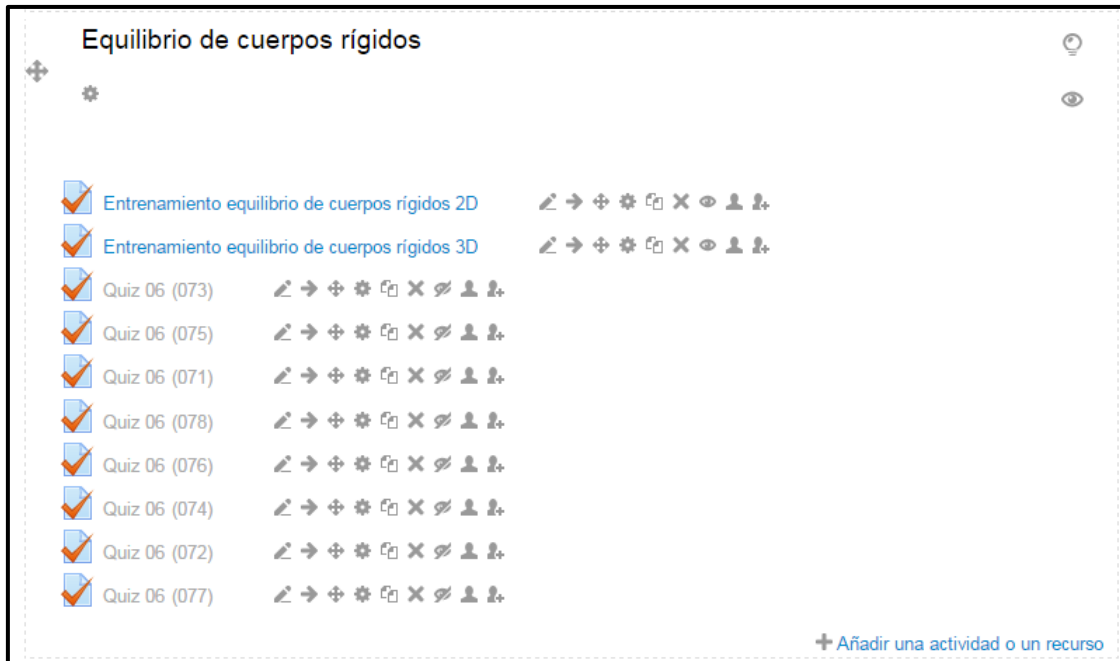 Equilibrio de cuerpos rígidos
Entrenamiento equilibrio de cuerpos rígidos 2D
Entrenamiento equilibrio de cuerpos rígidos 3D
Quiz 06 (073)
Quiz 06 (075)
Quiz 06 (071)
Quiz 06 (078)
Quiz 06 (076)
Quiz 06 (074)
Quiz 06 (072)
Quiz 06 (077)
Añadir una actividad o un recurso